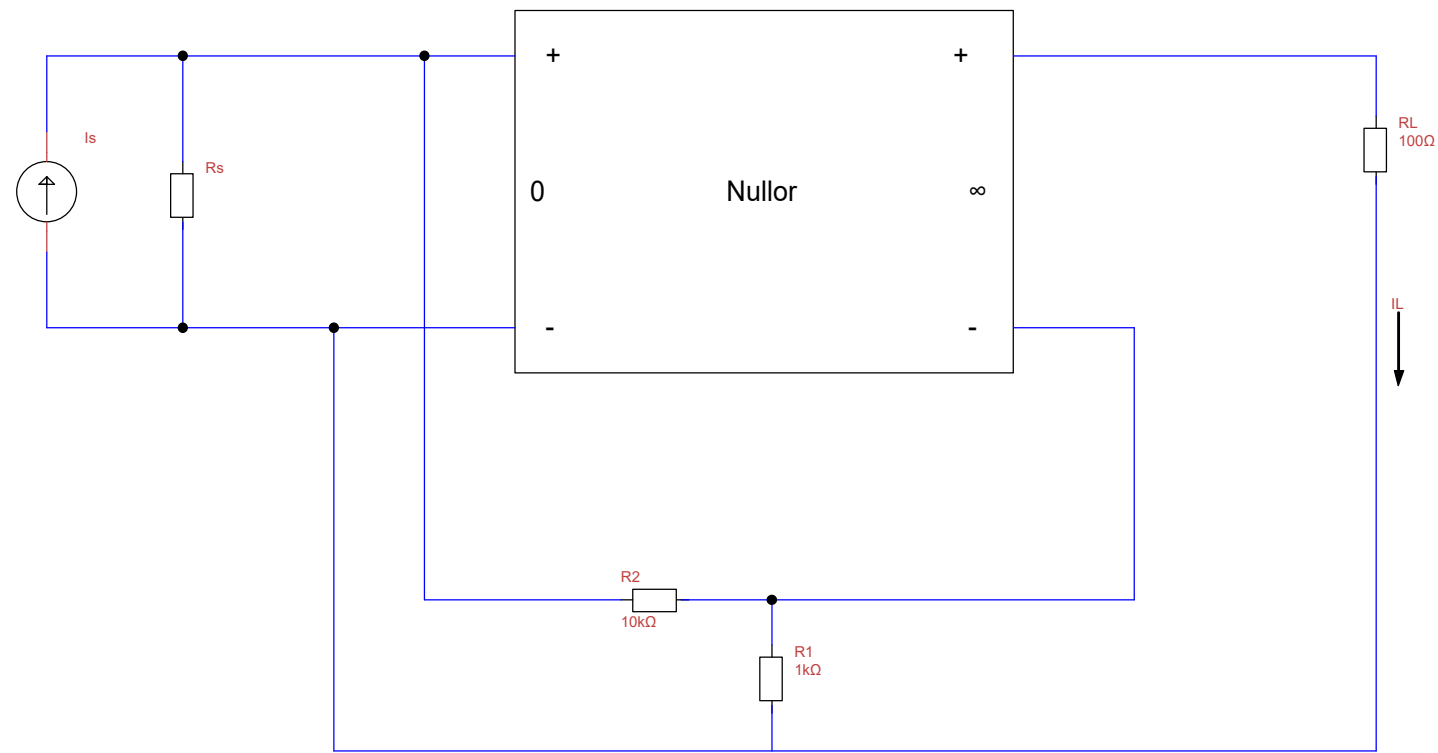 +
+
Is
Rs
RL
100Ω
0
Nullor
∞
IL
-
-
R2
10kΩ
R1
1kΩ